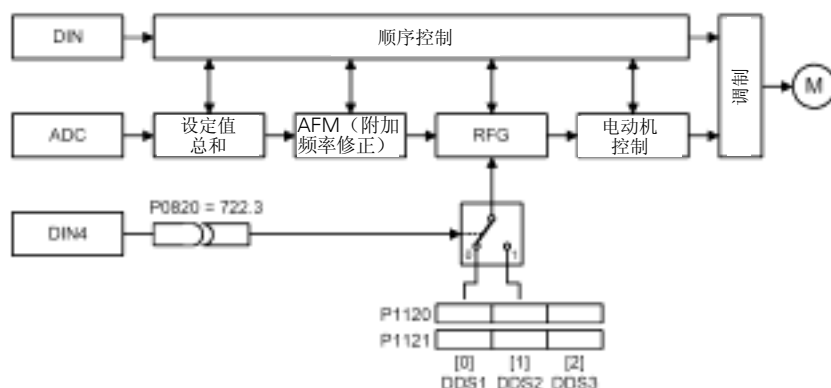 DIN
顺序控制
调制
M
ADC
设定值
总和
AFM（附加
频率修正）
RFG
电动机
控制
P0820 = 722.3
DIN4
0
1
P1120
P1121
[0] [1] [2]
DDS1 DDS2 DDS3